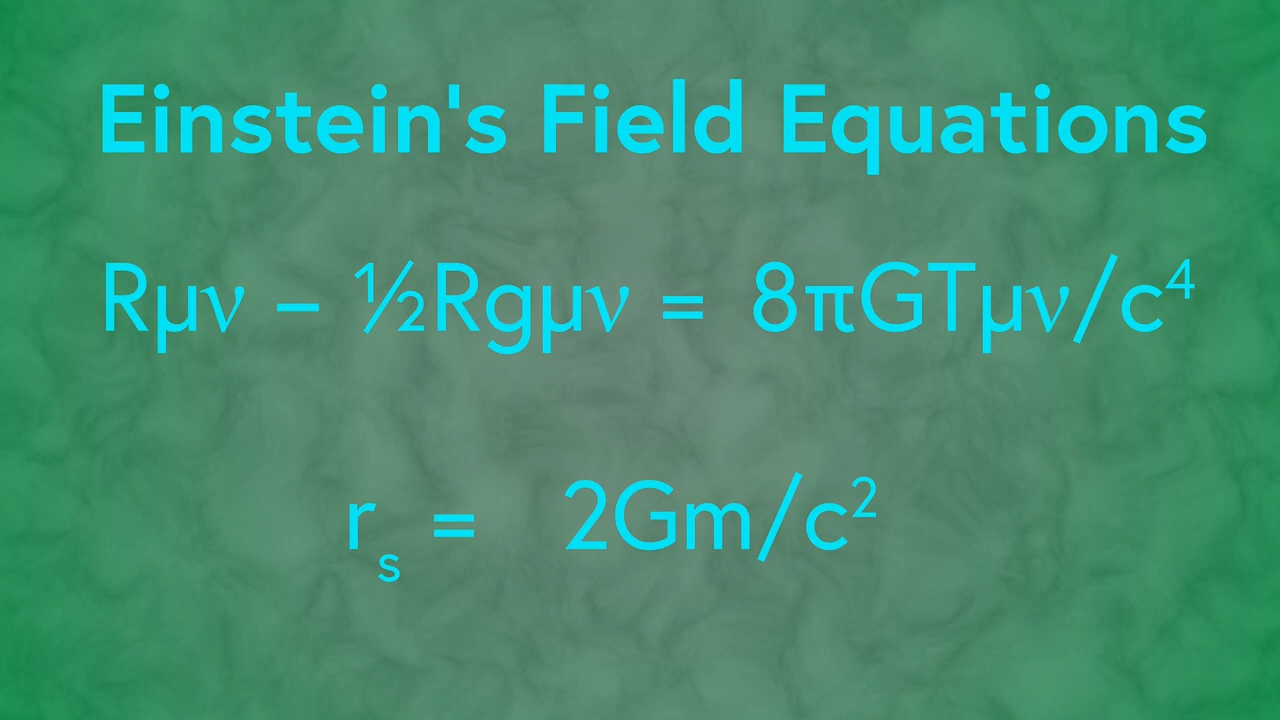 Einstein's Field Equations
Rμν – ½Rgμν = 8πGTμν/c⁴
rₛ = 2Gm/c²